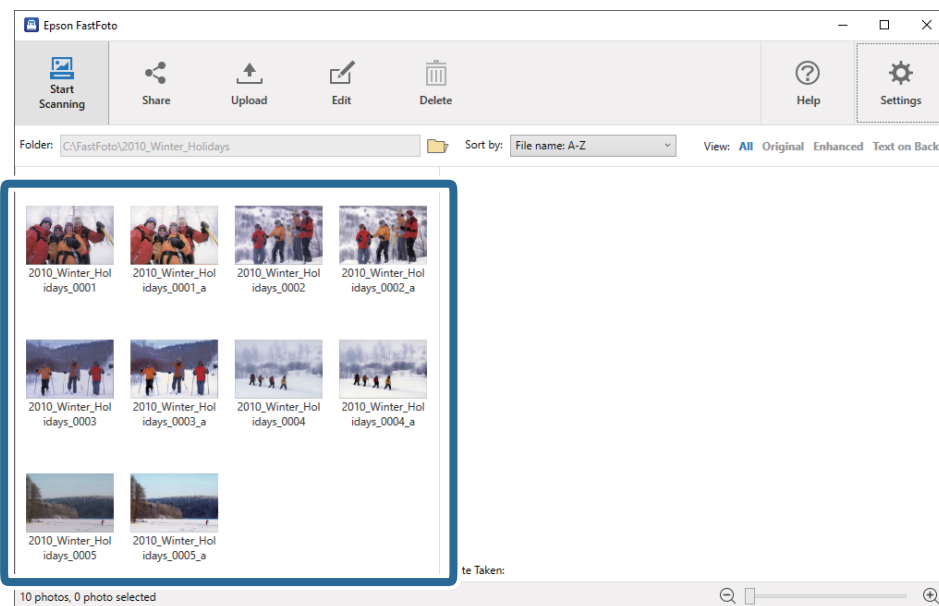 Epson FastFoto
Start
Scanning
Share
Upload
Edit
Delete
Help
Settings
Folder: C:\FastFoto\2010_Winter_Holidays
Sort by: File name: A-Z
View: All Original Enhanced Text on Back
2010_Winter_Hol
idays_0001
2010_Winter_Hol
idays_0001_a
2010_Winter_Hol
idays_0002
2010_Winter_Hol
idays_0002_a
2010_Winter_Hol
idays_0003
2010_Winter_Hol
idays_0003_a
2010_Winter_Hol
idays_0004
2010_Winter_Hol
idays_0004_a
2010_Winter_Hol
idays_0005
2010_Winter_Hol
idays_0005_a
te Taken:
10 photos, 0 photo selected